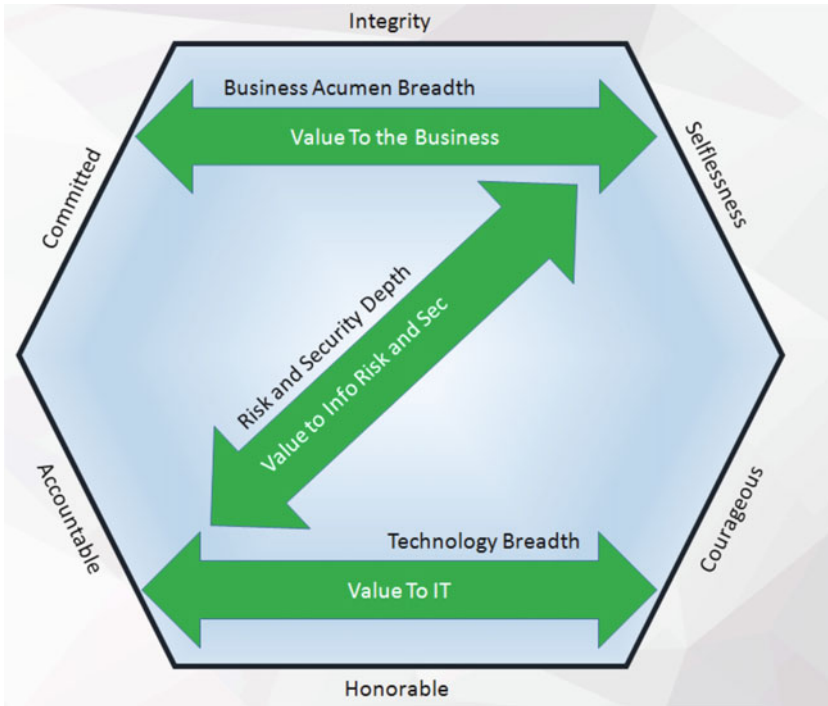 Integrity
Business Acumen Breadth
Value To the Business
Committed
Selflessness
Risk and Security Depth
Value to Info Risk and Sec
Accountable
Courageous
Technology Breadth
Value To IT
Honorable